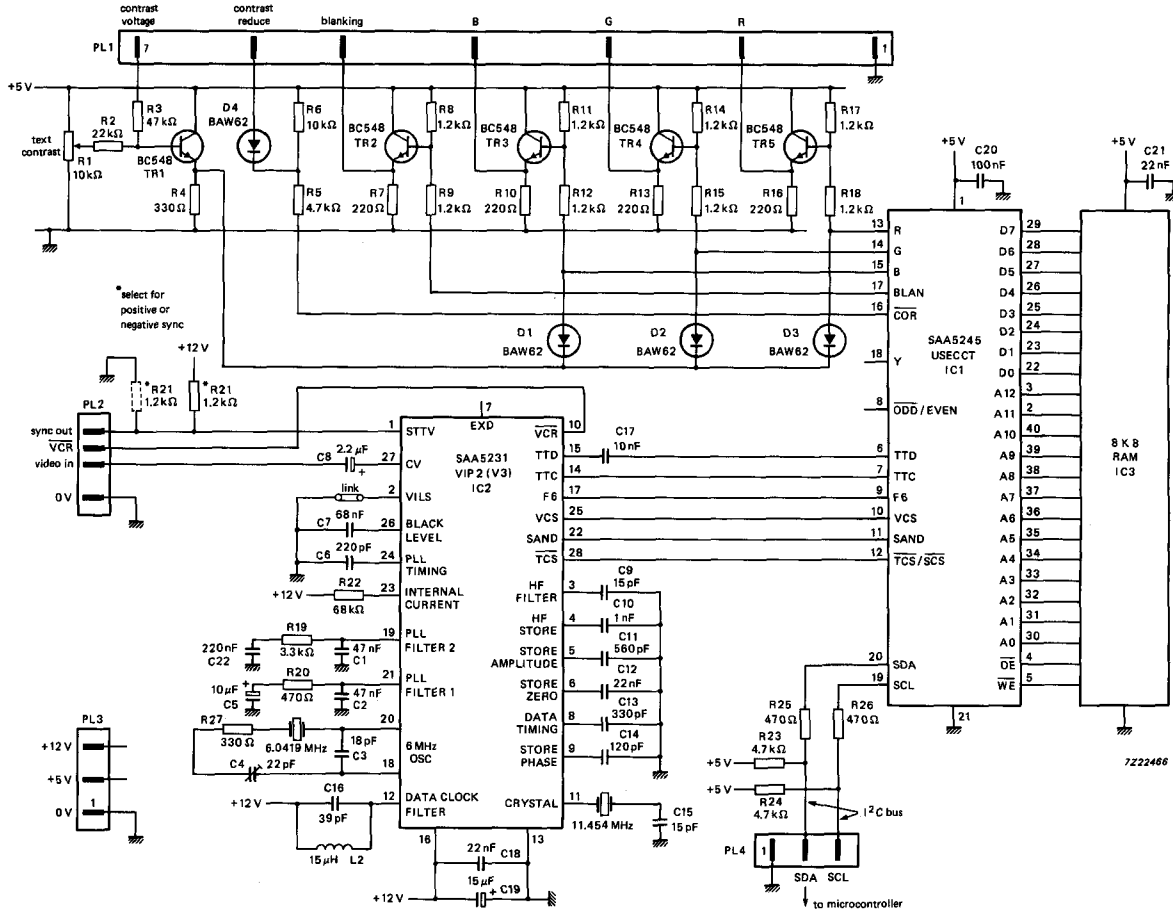 contrast voltage
contrast reduce
blanking
B
G
R
PL1
7
1
+5 V
R3
47 kΩ
R2
22 kΩ
text contrast
R1
10 kΩ
BC548
TR1
R4
330 Ω
D4
BAW62
R6
10 kΩ
R5
4.7 kΩ
BC548
TR2
R7
220 Ω
R8
1.2 kΩ
R9
1.2 kΩ
BC548
TR3
R10
220 Ω
R11
1.2 kΩ
R12
1.2 kΩ
BC548
TR4
R13
220 Ω
R14
1.2 kΩ
R15
1.2 kΩ
BC548
TR5
R16
220 Ω
R17
1.2 kΩ
R18
1.2 kΩ
D1
BAW62
D2
BAW62
D3
BAW62
+5 V
C20
100 nF
+5 V
C21
22 nF
1
13 R
14 G
15 B
17 BLAN
16 COR
18 Y
8 ODD / EVEN
6 TTD
7 TTC
9 F6
10 VCS
11 SAND
12 TCS / SCS
20 SDA
19 SCL
21
SAA5245
USECCT
IC1
D7 29
D6 28
D5 27
D4 26
D3 25
D2 24
D1 23
D0 22
A12 3
A11 2
A10 40
A9 39
A8 38
A7 37
A6 36
A5 35
A4 34
A3 33
A2 32
A1 31
A0 30
OE 4
WE 5
8 K 8
RAM
IC3
* select for
positive or
negative sync
+12 V
* R21
1.2 kΩ
* R21
1.2 kΩ
PL2
sync out
VCR
video in
0 V
7
EXD
SAA5231
VIP 2 (V3)
IC2
1 STTV
27 CV
2 VILS
26 BLACK LEVEL
24 PLL TIMING
23 INTERNAL CURRENT
19 PLL FILTER 2
21 PLL FILTER 1
20
6 MHz OSC
18
12 DATA CLOCK FILTER
16
13
VCR 10
TTD 15
TTC 14
F6 17
VCS 25
SAND 22
TCS 28
HF FILTER 3
HF STORE 4
STORE AMPLITUDE 5
STORE ZERO 6
DATA TIMING 8
STORE PHASE 9
CRYSTAL 11
C8
2.2 µF
+
link
C7
68 nF
C6
220 pF
+12 V
R22
68 kΩ
220 nF
C22
R19
3.3 kΩ
47 nF
C1
10 µF
+
C5
R20
470 Ω
47 nF
C2
R27
330 Ω
6.0419 MHz
18 pF
C3
C4
22 pF
+12 V
C16
39 pF
15 µH L2
22 nF
C18
15 µF
+ C19
+12 V
C17
10 nF
C9
15 pF
C10
1 nF
C11
560 pF
C12
22 nF
C13
330 pF
C14
120 pF
11.454 MHz
C15
15 pF
PL3
+12 V
+5 V
1
0 V
R25
470 Ω
R26
470 Ω
R23
4.7 kΩ
+5 V
+5 V
R24
4.7 kΩ
I²C bus
PL4
1
SDA SCL
to microcontroller
7Z22466